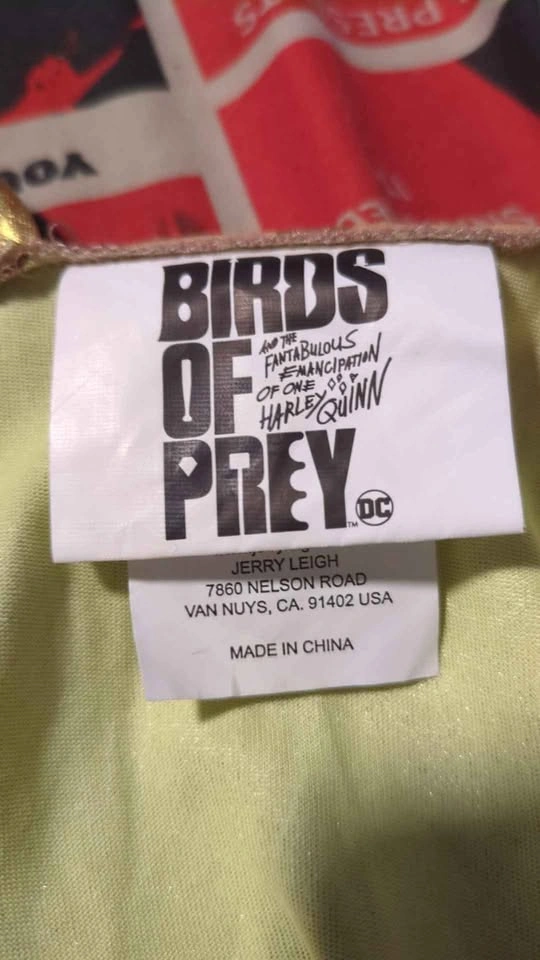 BIRDS
OF
PREY
AND THE
FANTABULOUS
EMANCIPATION
OF ONE
HARLEY QUINN
TM
DC
JERRY LEIGH
7860 NELSON ROAD
VAN NUYS, CA. 91402 USA
MADE IN CHINA